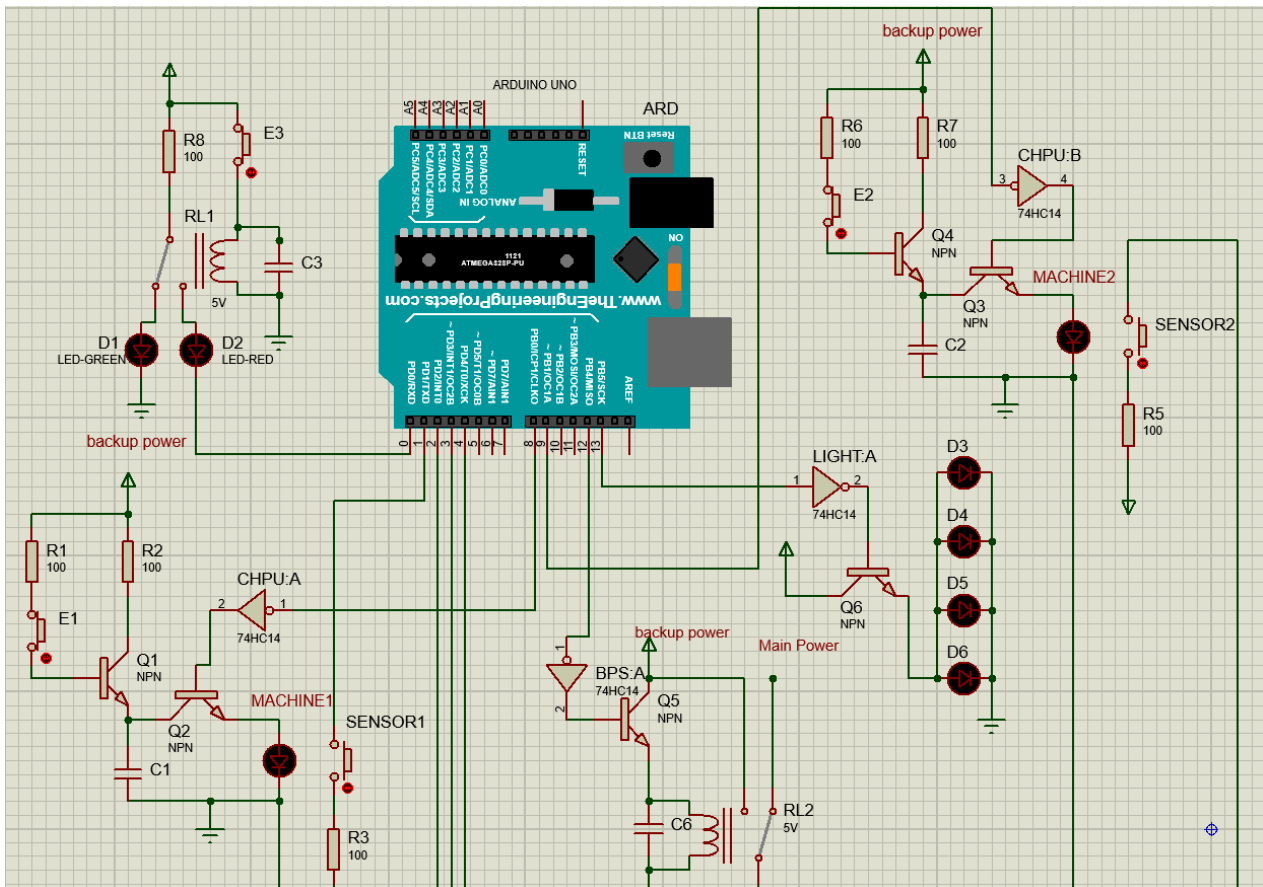 backup power
ARDUINO UNO
ARD
A5
A4
A3
A2
A1
A0
RESET
Reset BTN
PC5/ADC5/SCL
PC4/ADC4/SDA
PC3/ADC3
PC2/ADC2
PC1/ADC1
PC0/ADC0
ANALOG IN
ON
1121
ATMEGA328P-PU
www.TheEngineeringProjects.com
PD0/RXD
PD1/TXD
PD2/INT0
~ PD3/INT1/OC2B
PD4/T0/XCK
~ PD5/T1/OC0B
~ PD7/AIN1
PD7/AIN1
PB0/ICP1/CLKO
~ PB1/OC1A
~ PB2/OC1B
~ PB3/MOSI/OC2A
PB4/MISO
PB5/SCK
AREF
0
1
2
3
4
5
6
7
8
9
10
11
12
13
R8
100
E3
RL1
5V
C3
D1
LED-GREEN
D2
LED-RED
R6
100
R7
100
E2
Q4
NPN
CHPU:B
3
4
74HC14
MACHINE2
Q3
NPN
C2
SENSOR2
R5
100
backup power
R1
100
R2
100
E1
Q1
NPN
CHPU:A
2
1
74HC14
MACHINE1
Q2
NPN
C1
SENSOR1
R3
100
LIGHT:A
1
2
74HC14
Q6
NPN
D3
D4
D5
D6
backup power
Main Power
1
BPS:A
74HC14
2
Q5
NPN
C6
RL2
5V